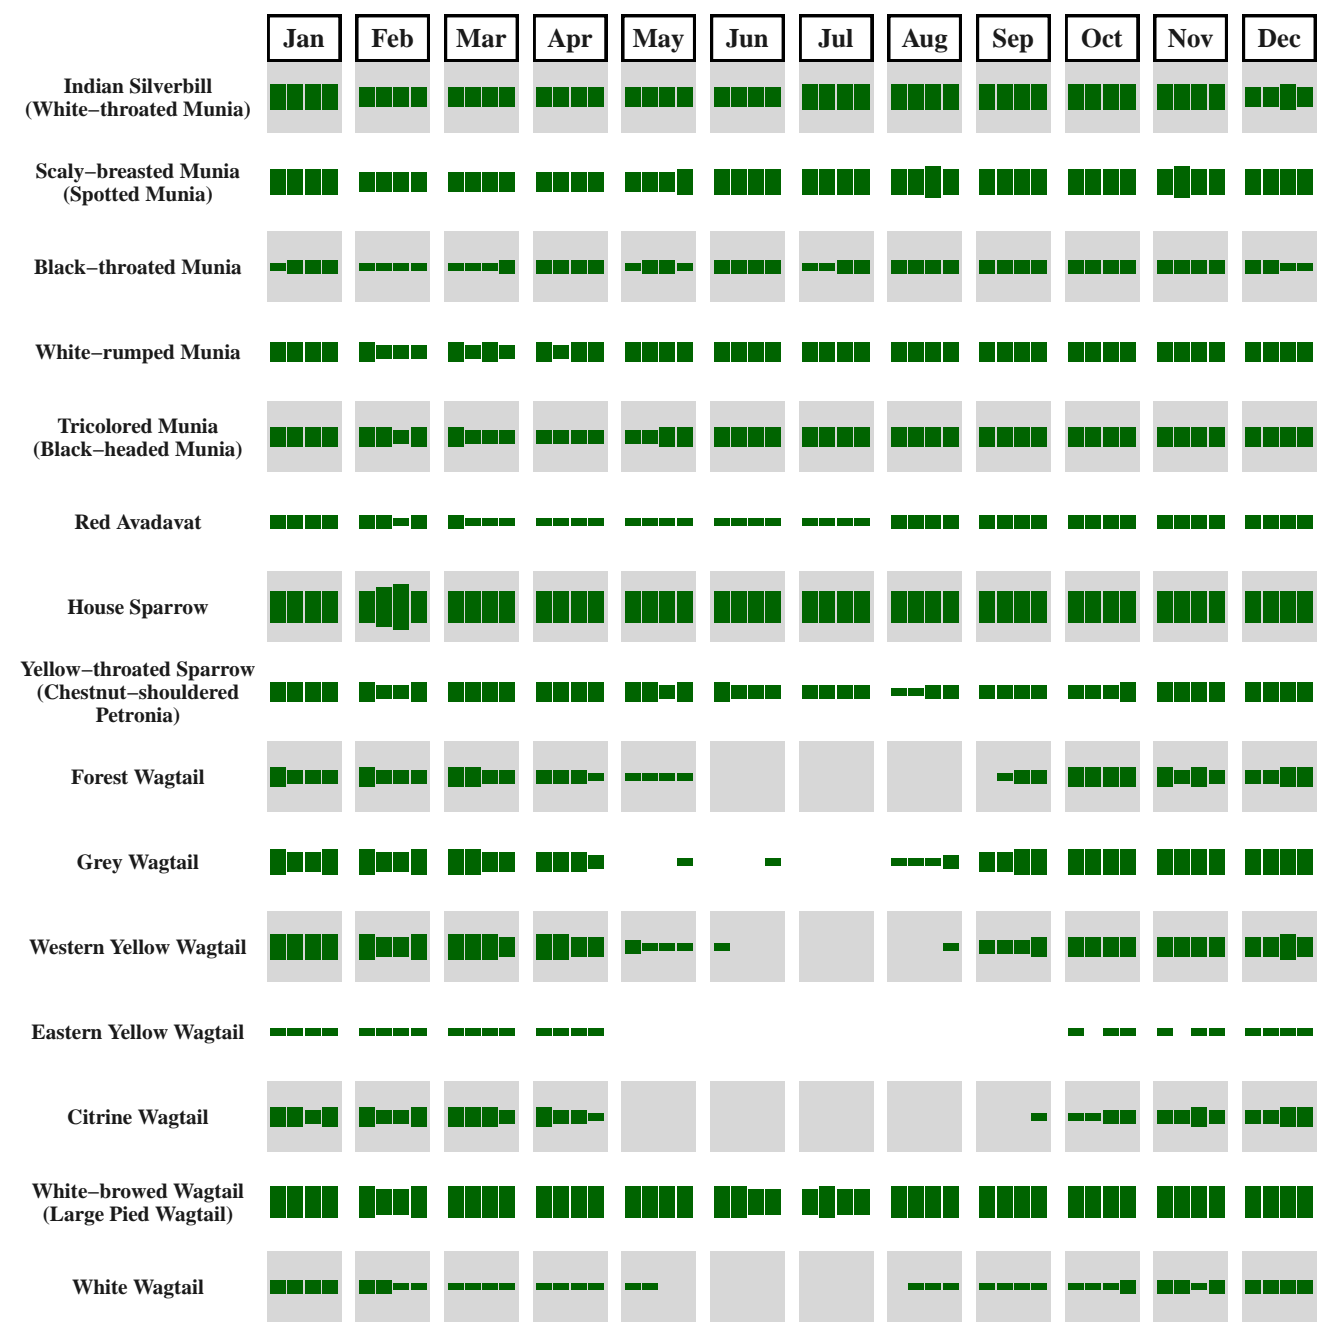 Jan Feb Mar Apr May Jun Jul Aug Sep Oct Nov Dec
Indian Silverbill
(White−throated Munia)
Scaly−breasted Munia
(Spotted Munia)
Black−throated Munia
White−rumped Munia
Tricolored Munia
(Black−headed Munia)
Red Avadavat
House Sparrow
Yellow−throated Sparrow
(Chestnut−shouldered
Petronia)
Forest Wagtail
Grey Wagtail
Western Yellow Wagtail
Eastern Yellow Wagtail
Citrine Wagtail
White−browed Wagtail
(Large Pied Wagtail)
White Wagtail